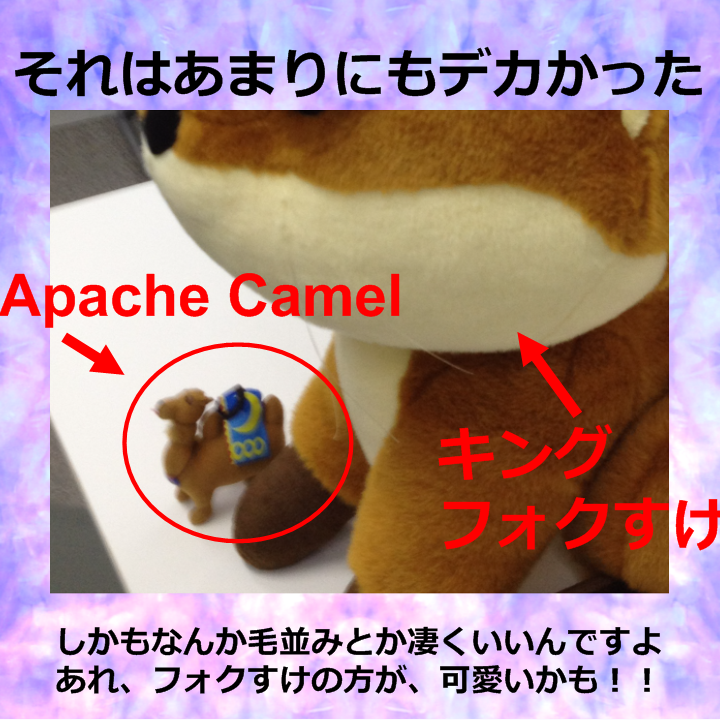 それはあまりにもデカかった
Apache Camel
キング
フォクすけ
しかもなんか毛並みとか凄くいいんですよ
あれ、フォクすけの方が、可愛いかも！！